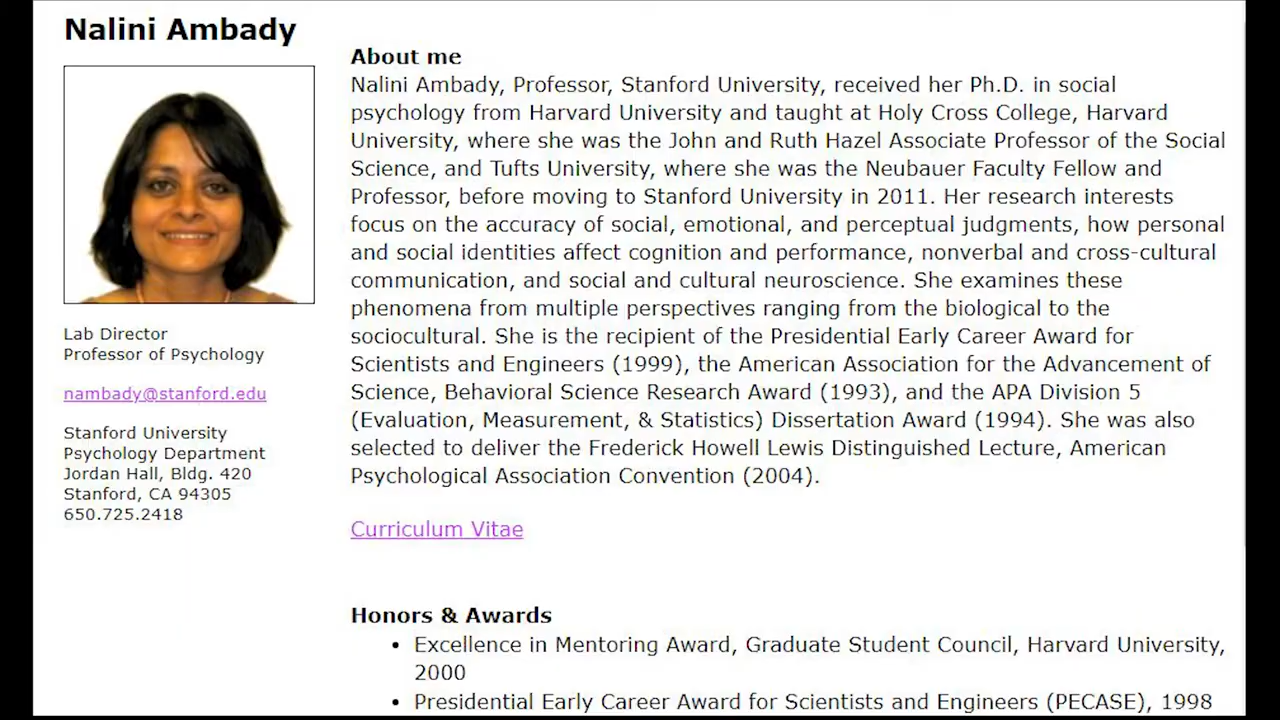 Nalini Ambady
Lab Director
Professor of Psychology
nambady@stanford.edu
Stanford University
Psychology Department
Jordan Hall, Bldg. 420
Stanford, CA 94305
650.725.2418
About me
Nalini Ambady, Professor, Stanford University, received her Ph.D. in social
psychology from Harvard University and taught at Holy Cross College, Harvard
University, where she was the John and Ruth Hazel Associate Professor of the Social
Science, and Tufts University, where she was the Neubauer Faculty Fellow and
Professor, before moving to Stanford University in 2011. Her research interests
focus on the accuracy of social, emotional, and perceptual judgments, how personal
and social identities affect cognition and performance, nonverbal and cross-cultural
communication, and social and cultural neuroscience. She examines these
phenomena from multiple perspectives ranging from the biological to the
sociocultural. She is the recipient of the Presidential Early Career Award for
Scientists and Engineers (1999), the American Association for the Advancement of
Science, Behavioral Science Research Award (1993), and the APA Division 5
(Evaluation, Measurement, & Statistics) Dissertation Award (1994). She was also
selected to deliver the Frederick Howell Lewis Distinguished Lecture, American
Psychological Association Convention (2004).
Curriculum Vitae
Honors & Awards
• Excellence in Mentoring Award, Graduate Student Council, Harvard University,
2000
• Presidential Early Career Award for Scientists and Engineers (PECASE), 1998